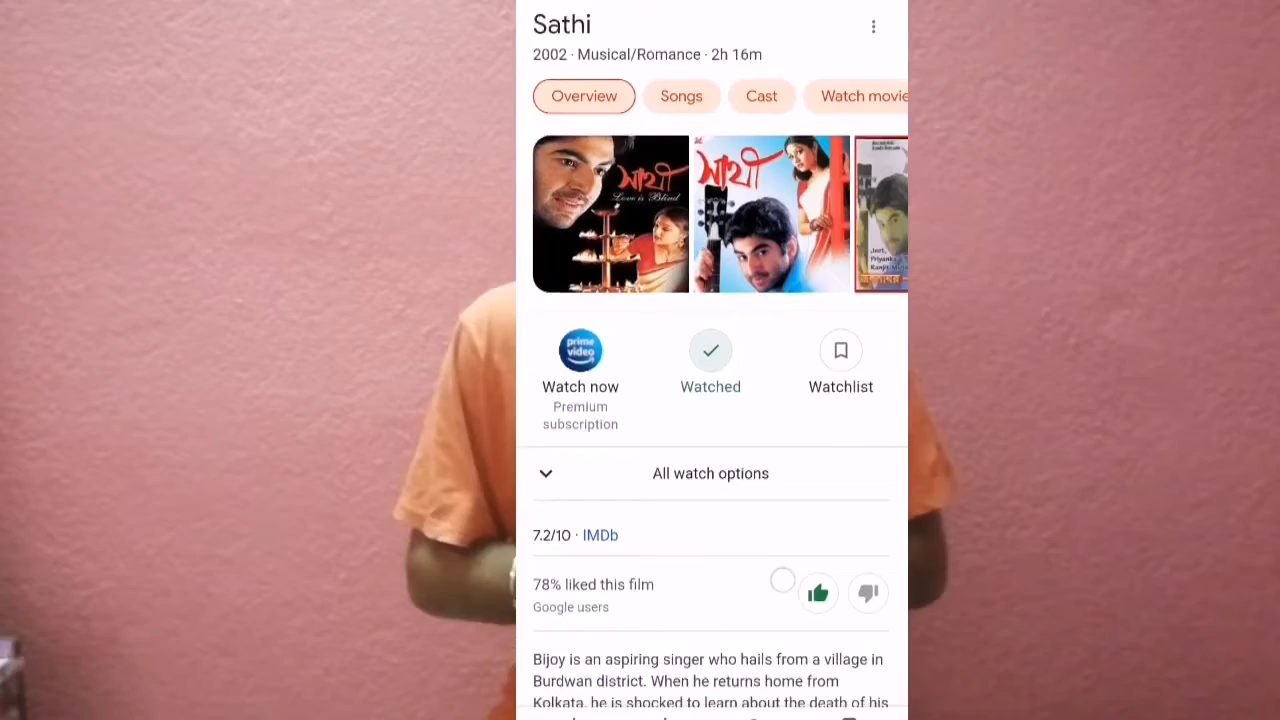 Sathi
2002 · Musical/Romance · 2h 16m
Overview
Songs
Cast
Watch movie
সাথী
Love is Blind
সাথী
Jeet,
Priyanka
Ranjit
prime
video
Watch now
Premium
subscription
Watched
Watchlist
All watch options
7.2/10 · IMDb
78% liked this film
Google users
Bijoy is an aspiring singer who hails from a village in
Burdwan district. When he returns home from
Kolkata, he is shocked to learn about the death of his